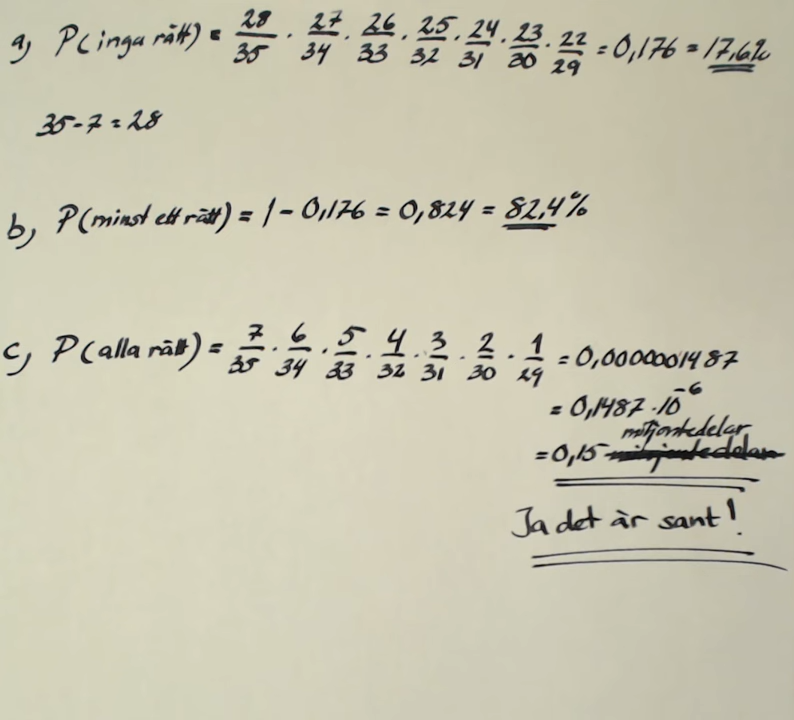 a) P(inga rätt) = 28/35 · 27/34 · 26/33 · 25/32 · 24/31 · 23/30 · 22/29 = 0,176 = 17,6%
35-7=28
b) P(minst ett rätt) = 1 - 0,176 = 0,824 = 82,4%
c) P(alla rätt) = 7/35 · 6/34 · 5/33 · 4/32 · 3/31 · 2/30 · 1/29 = 0,0000001487
= 0,1487 · 10^-6
= 0,15 miljontedelar
Ja det är sant!